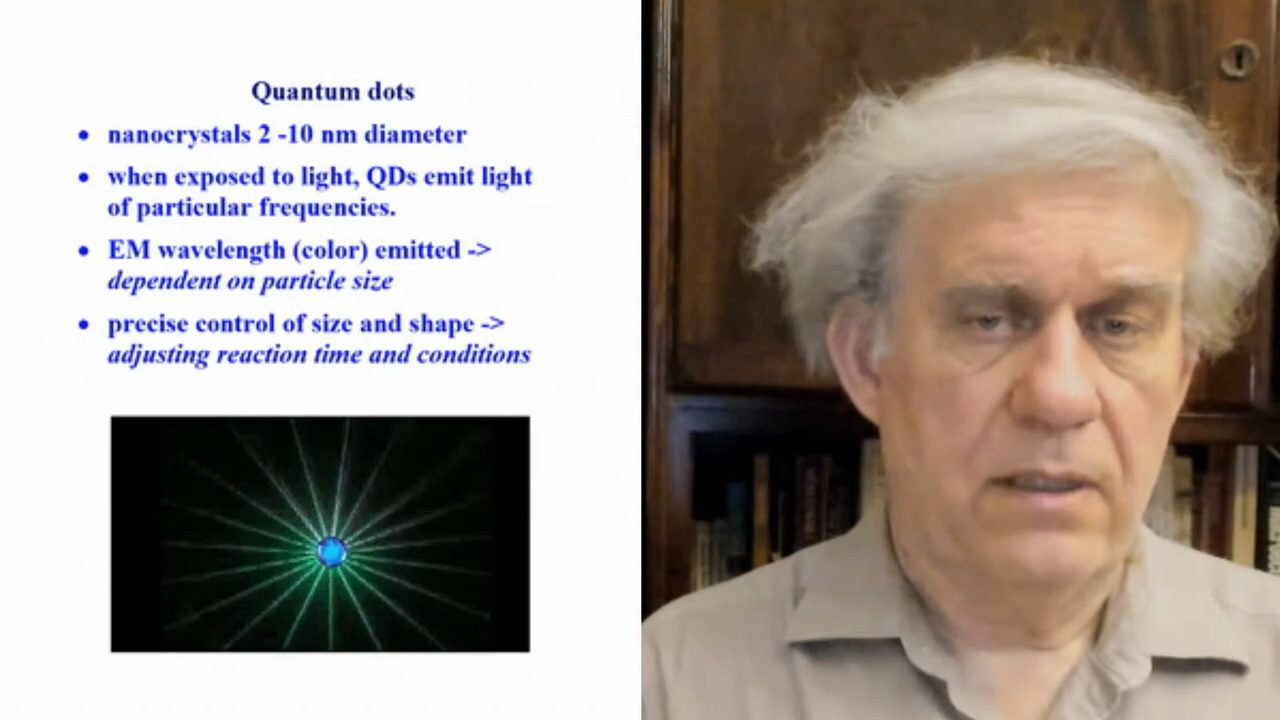 Quantum dots
• nanocrystals 2 -10 nm diameter
• when exposed to light, QDs emit light
of particular frequencies.
• EM wavelength (color) emitted ->
dependent on particle size
• precise control of size and shape ->
adjusting reaction time and conditions